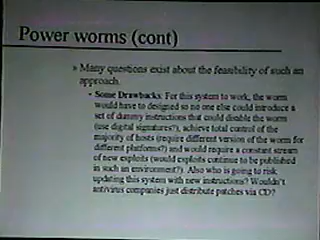 Power worms (cont)
» Many questions exist about the feasibility of such an
approach.
• Some Drawbacks: For this system to work, the worm
would have to designed so no one else could introduce a
set of dummy instructions that could disable the worm
(use digital signatures?), achieve total control of the
majority of hosts (require different version of the worm for
different platforms?) and would require a constant stream
of new exploits (would exploits continue to be published
in such an environment?). Also who is going to risk
updating this system with new instructions? Wouldn't
antivirus companies just distribute patches via CD?